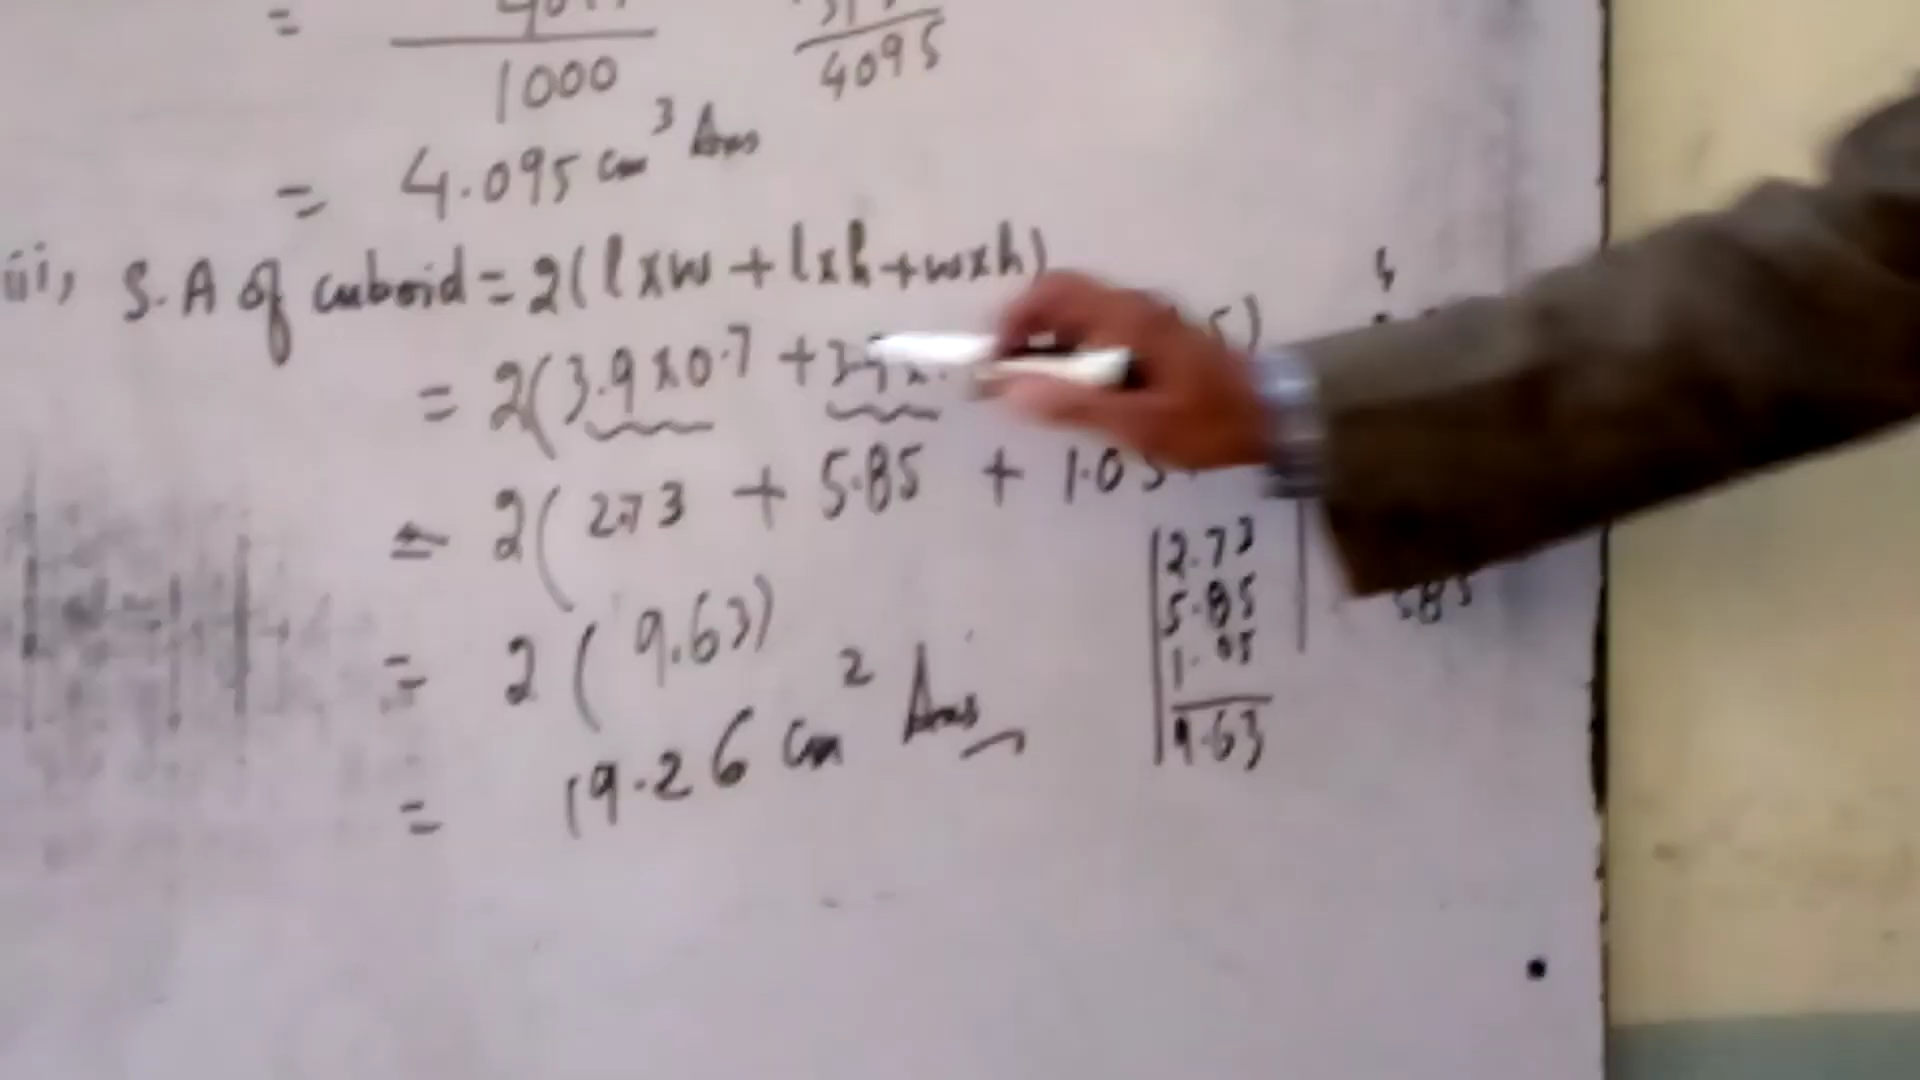 =
1000
4095
= 4.095 cm³ Ans
iii, S.A of cuboid = 2(l×w + l×h + w×h)
= 2(3.9×0.7 + 3.9× 5)
= 2( 2.73 + 5.85 + 1.05
= 2 ( 9.63)
= 19.26 cm² Ans
2.73
5.85
1.05
9.63
585